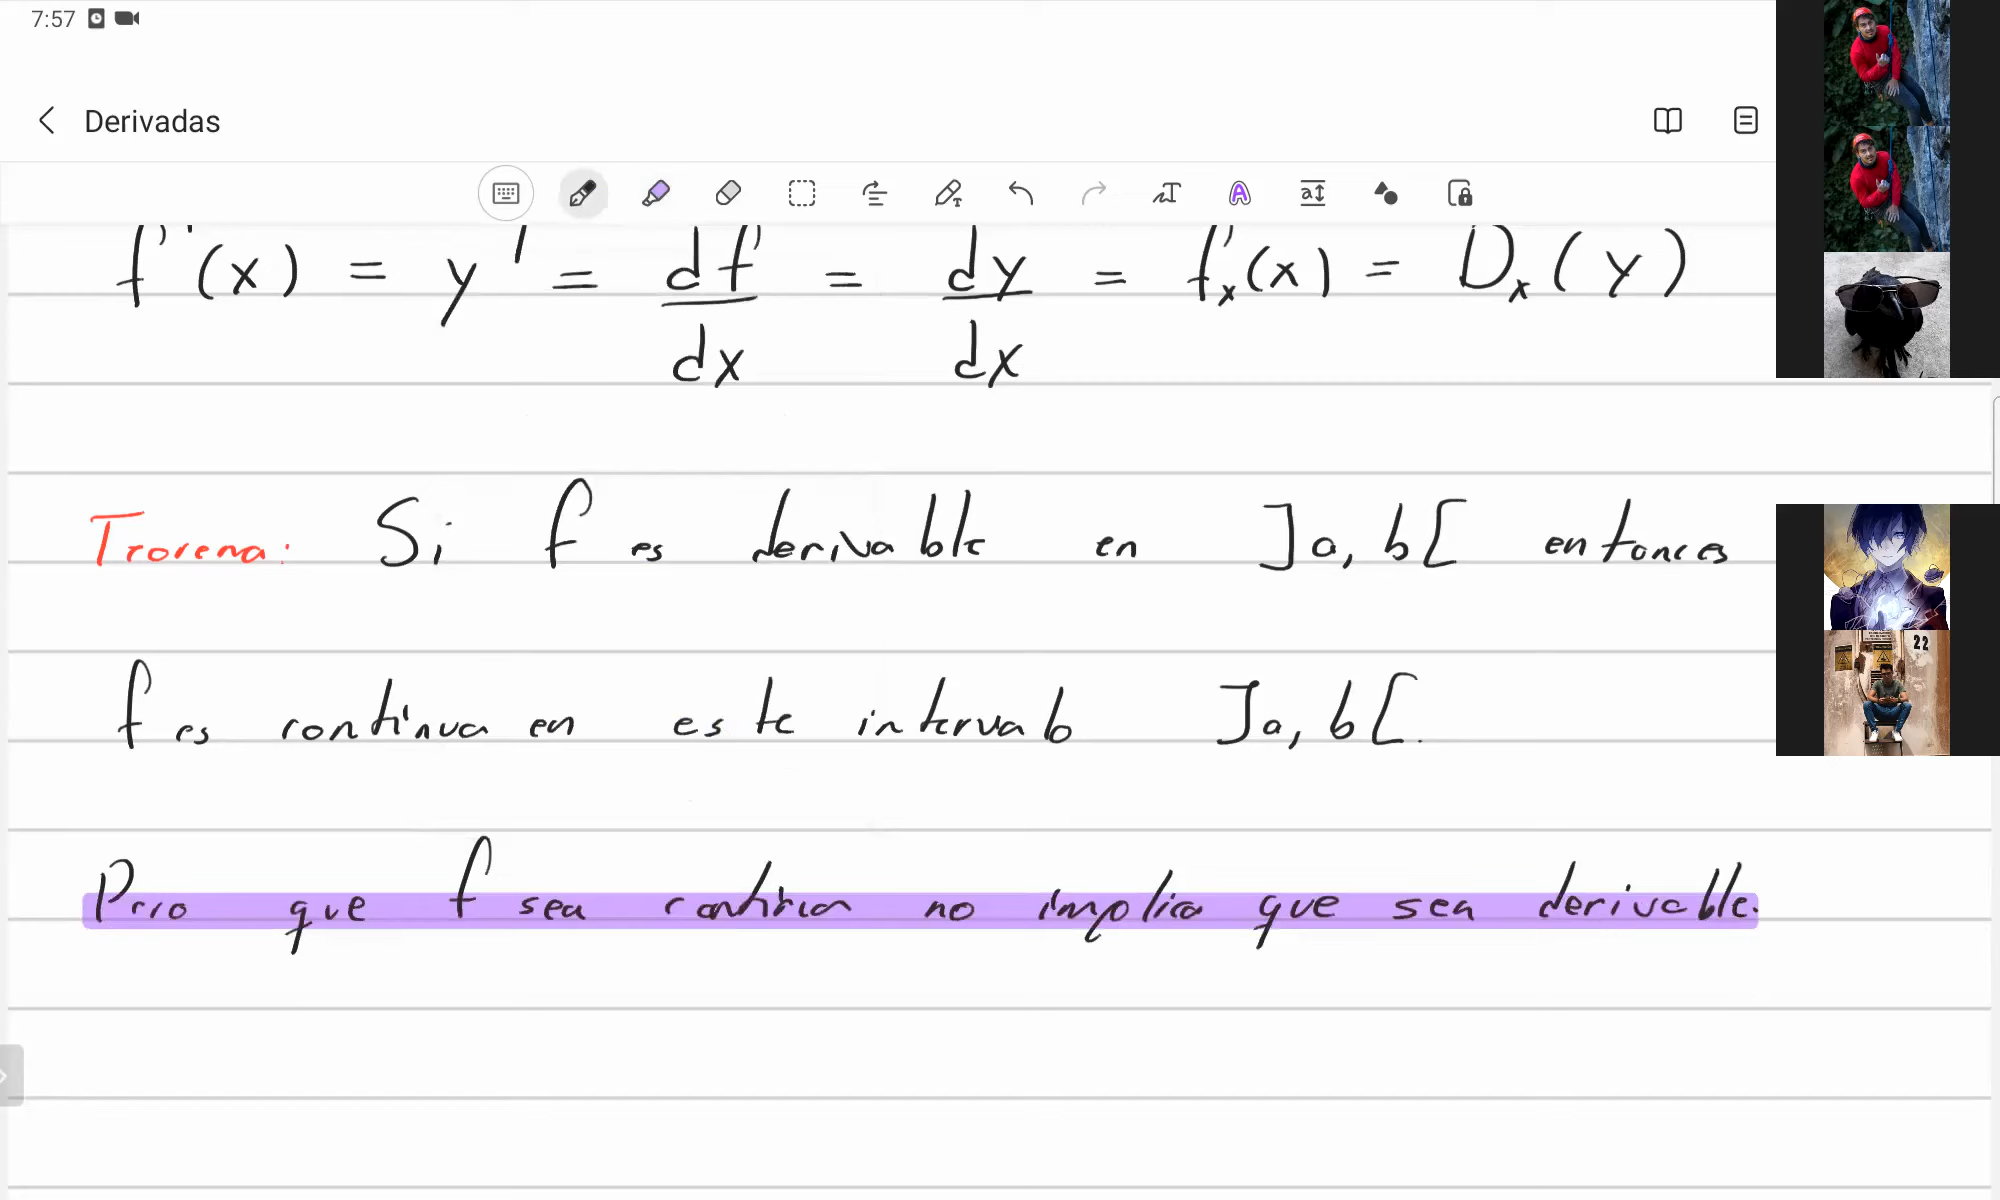 7:57
Derivadas
f'(x) = y' = df/dx = dy/dx = f'x(x) = Dx(y)
Teorema: Si f es derivable en ]a, b[ entonces
f es continua en este intervalo ]a, b[.
Pero que f sea continua no implica que sea derivable.
22